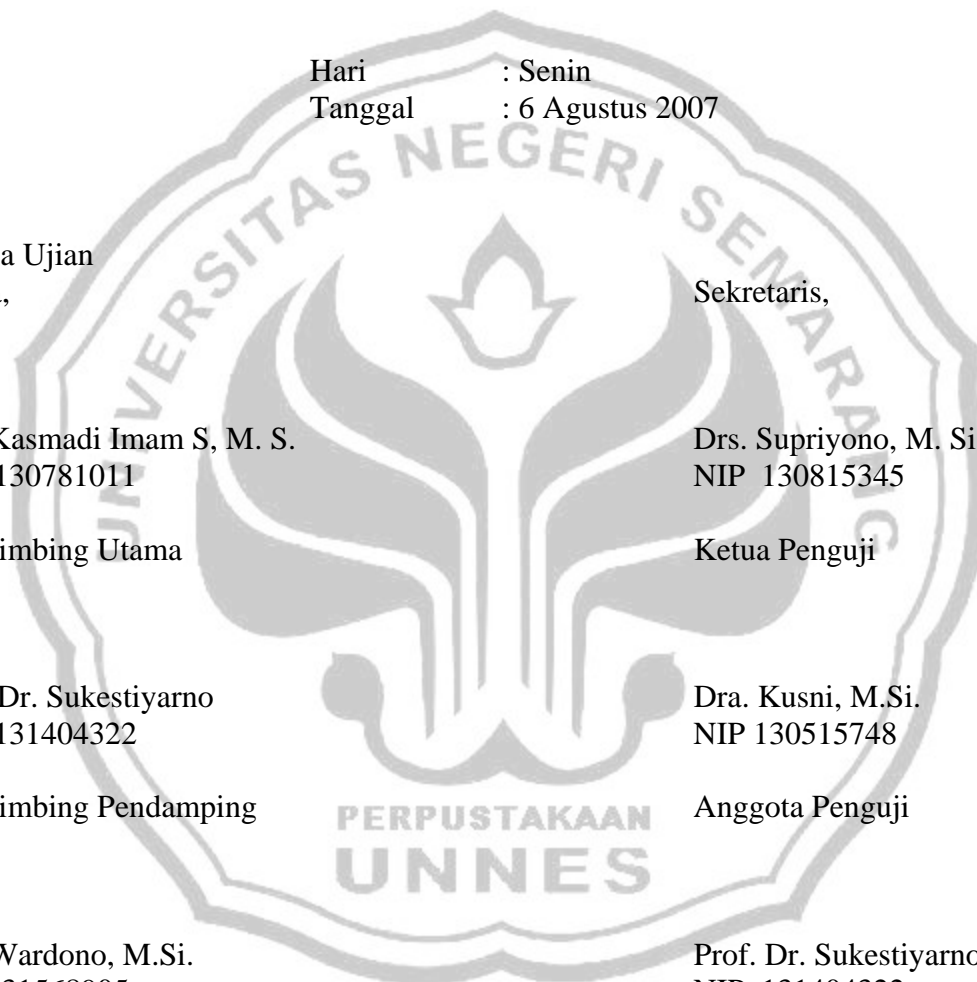 Hari : Senin
Tanggal : 6 Agustus 2007
UNIVERSITAS NEGERI SEMARANG
a Ujian
Sekretaris,
Kasmadi Imam S, M. S.
Drs. Supriyono, M. Si
130781011
NIP 130815345
imbing Utama
Ketua Penguji
Dr. Sukestiyarno
Dra. Kusni, M.Si.
131404322
NIP 130515748
imbing Pendamping
Anggota Penguji
PERPUSTAKAAN
UNNES
Wardono, M.Si.
Prof. Dr. Sukestiyarno